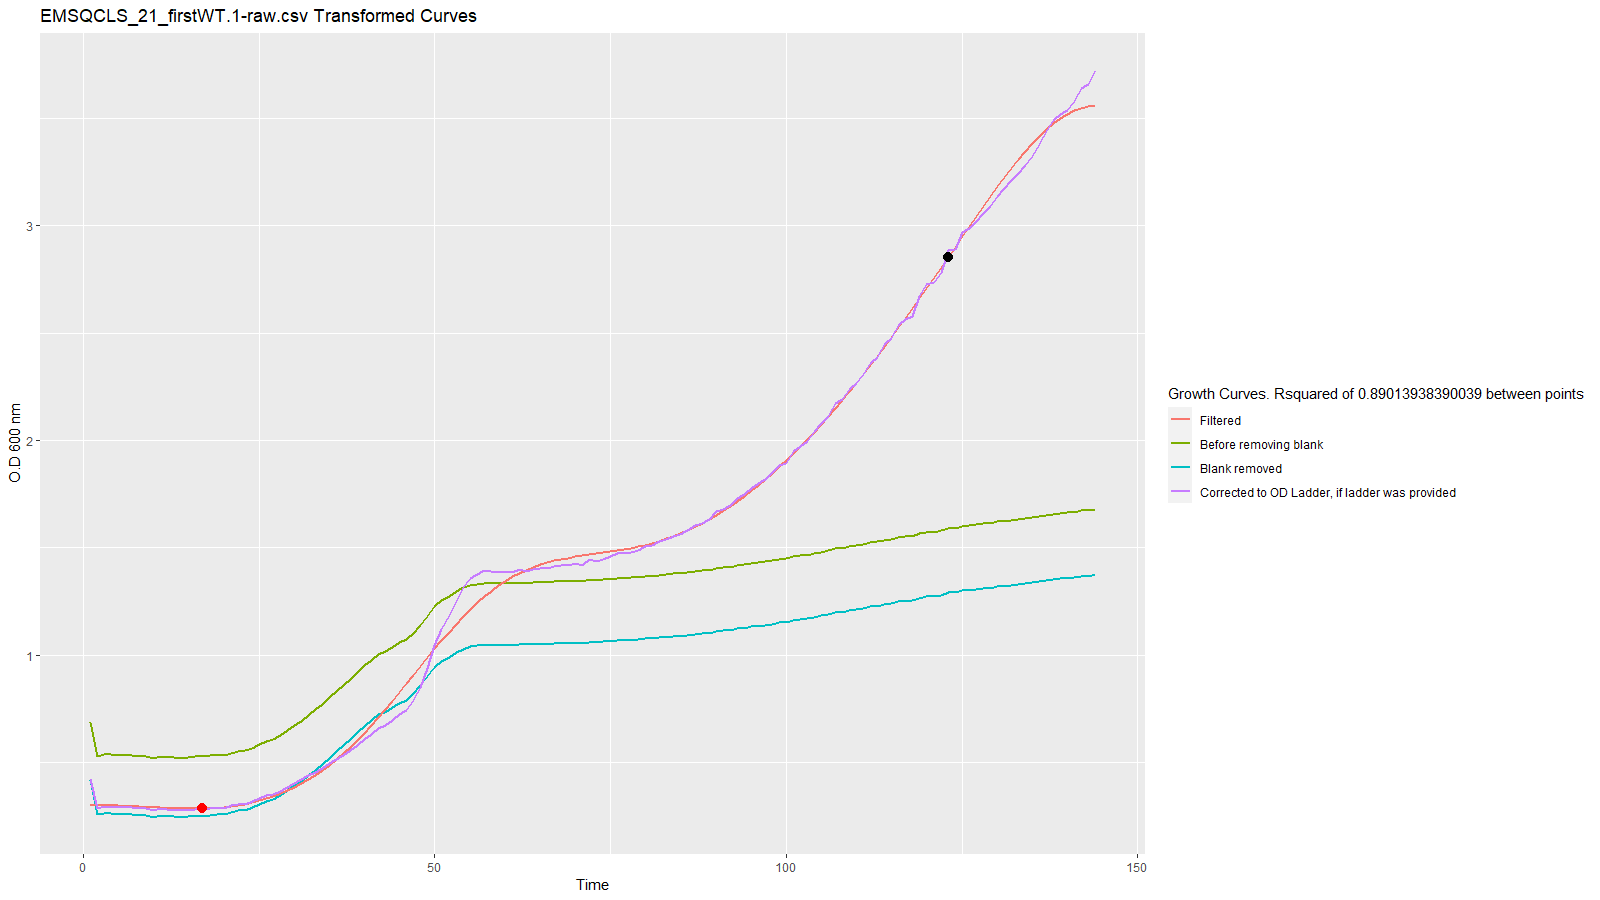 EMSQCLS_21_firstWT.1-raw.csv Transformed Curves
O.D 600 nm
3
2
1
0
50
100
150
Time
Growth Curves. Rsquared of 0.89013938390039 between points
Filtered
Before removing blank
Blank removed
Corrected to OD Ladder, if ladder was provided